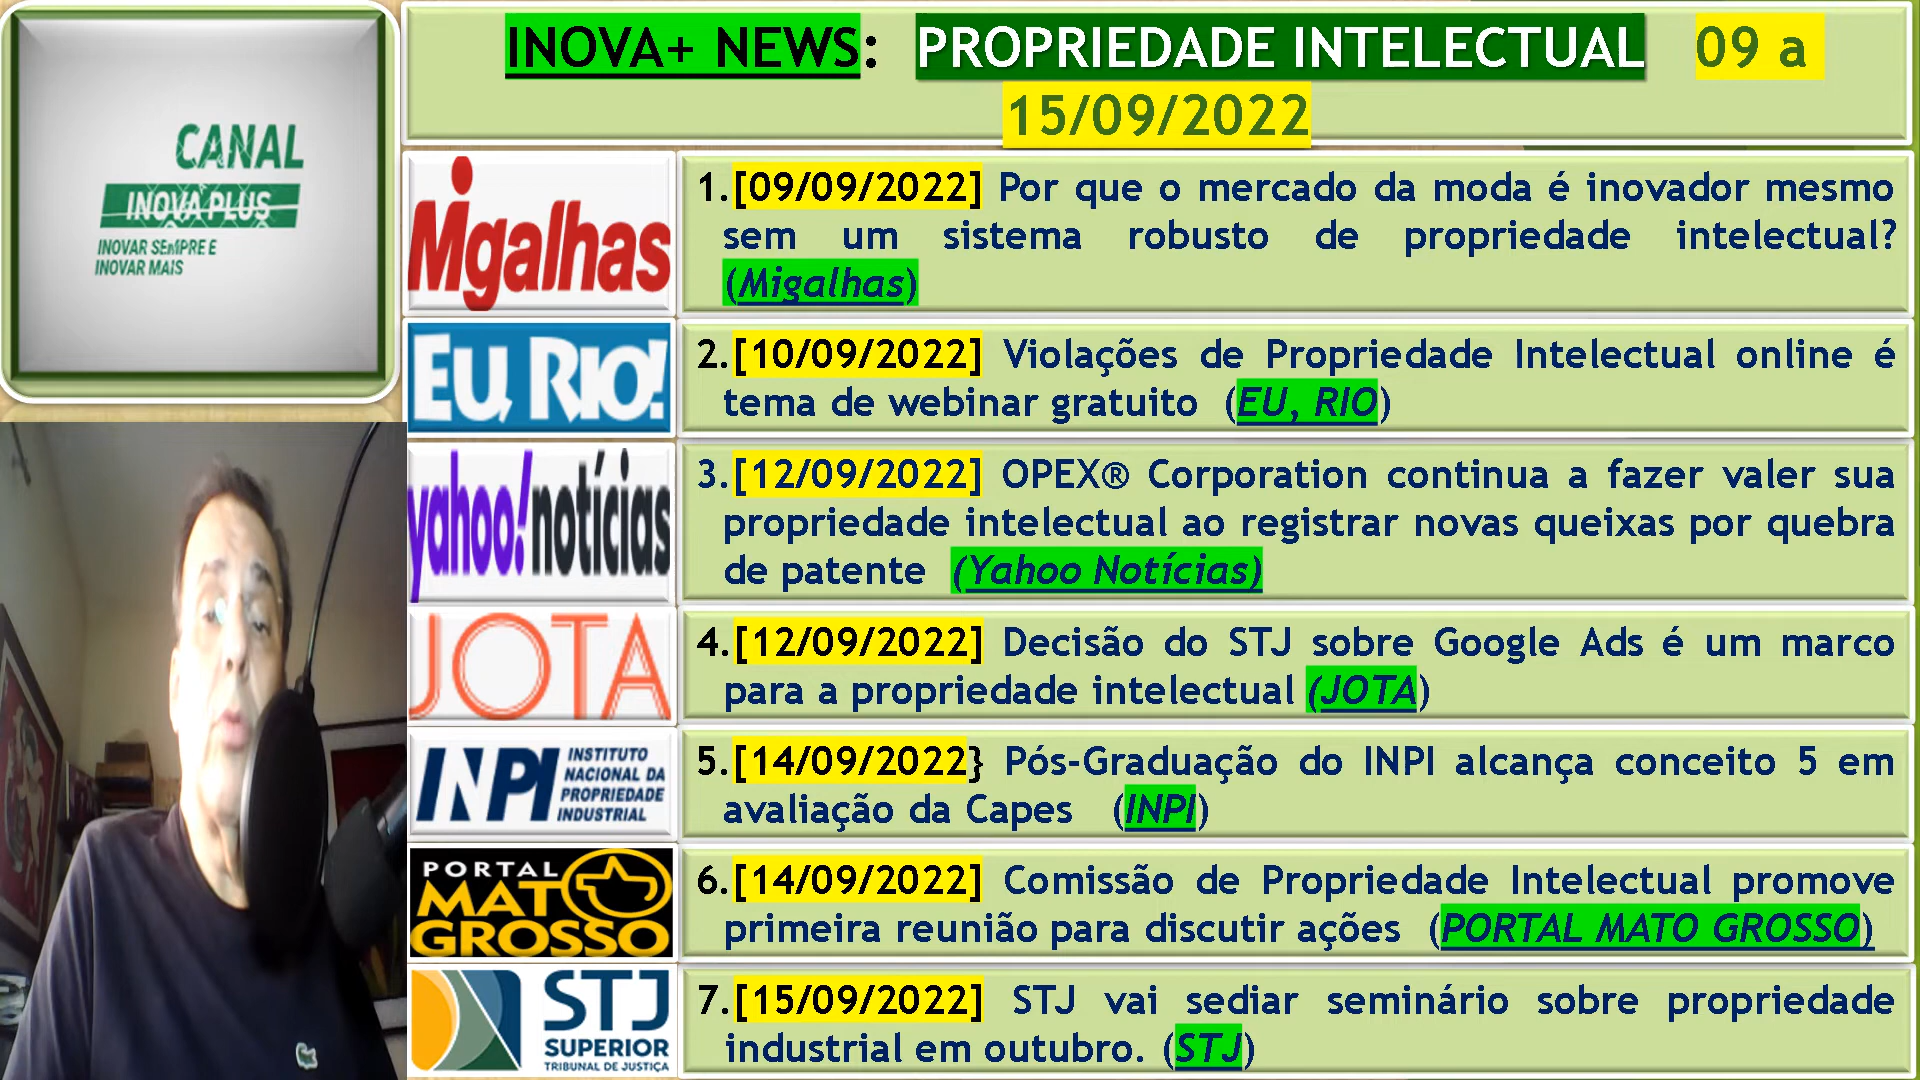 INOVA+ NEWS: PROPRIEDADE INTELECTUAL 09 a
15/09/2022
CANAL
INOVA PLUS
INOVAR SEMPRE E
INOVAR MAIS
Migalhas
1.[09/09/2022] Por que o mercado da moda é inovador mesmo
sem um sistema robusto de propriedade intelectual?
(Migalhas)
EU, RIO!
2.[10/09/2022] Violações de Propriedade Intelectual online é
tema de webinar gratuito (EU, RIO)
yahoo!notícias
3.[12/09/2022] OPEX® Corporation continua a fazer valer sua
propriedade intelectual ao registrar novas queixas por quebra
de patente (Yahoo Notícias)
JOTA
4.[12/09/2022] Decisão do STJ sobre Google Ads é um marco
para a propriedade intelectual (JOTA)
INPI
INSTITUTO
NACIONAL DA
PROPRIEDADE
INDUSTRIAL
5.[14/09/2022} Pós-Graduação do INPI alcança conceito 5 em
avaliação da Capes (INPI)
PORTAL
MATO
GROSSO
6.[14/09/2022] Comissão de Propriedade Intelectual promove
primeira reunião para discutir ações (PORTAL MATO GROSSO)
STJ
SUPERIOR
TRIBUNAL DE JUSTIÇA
7.[15/09/2022] STJ vai sediar seminário sobre propriedade
industrial em outubro. (STJ)